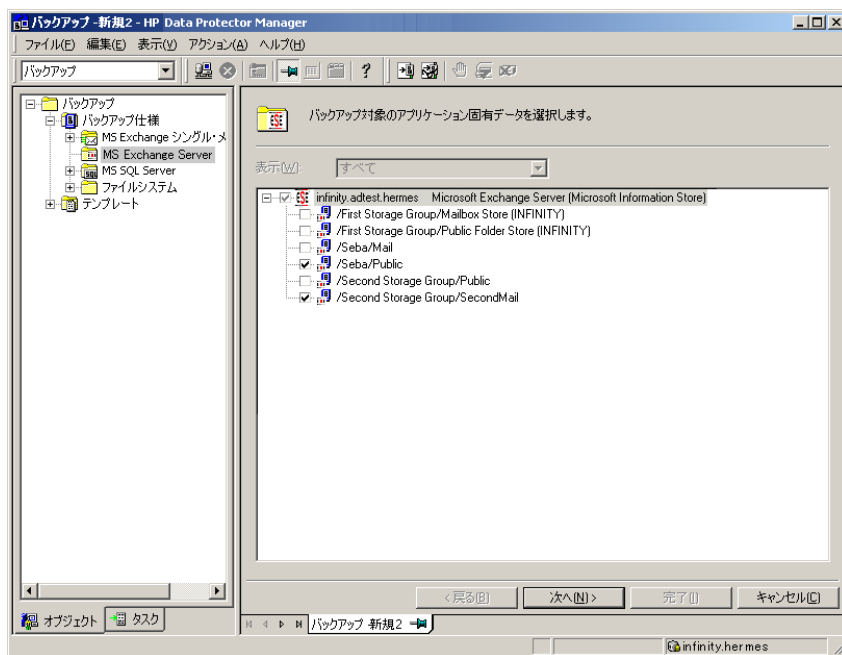 バックアップ -新規2 - HP Data Protector Manager
ファイル(F) 編集(E) 表示(V) アクション(A) ヘルプ(H)
バックアップ
バックアップ
バックアップ仕様
MS Exchange シングル・メ
MS Exchange Server
MS SQL Server
ファイルシステム
テンプレート
バックアップ対象のアプリケーション固有データを選択します。
表示(W): すべて
infinity.adtest.hermes Microsoft Exchange Server (Microsoft Information Store)
/First Storage Group/Mailbox Store (INFINITY)
/First Storage Group/Public Folder Store (INFINITY)
/Seba/Mail
/Seba/Public
/Second Storage Group/Public
/Second Storage Group/SecondMail
<戻る(B) 次へ(N)> 完了(I) キャンセル(C)
オブジェクト タスク
バックアップ -新規2
infinity.hermes